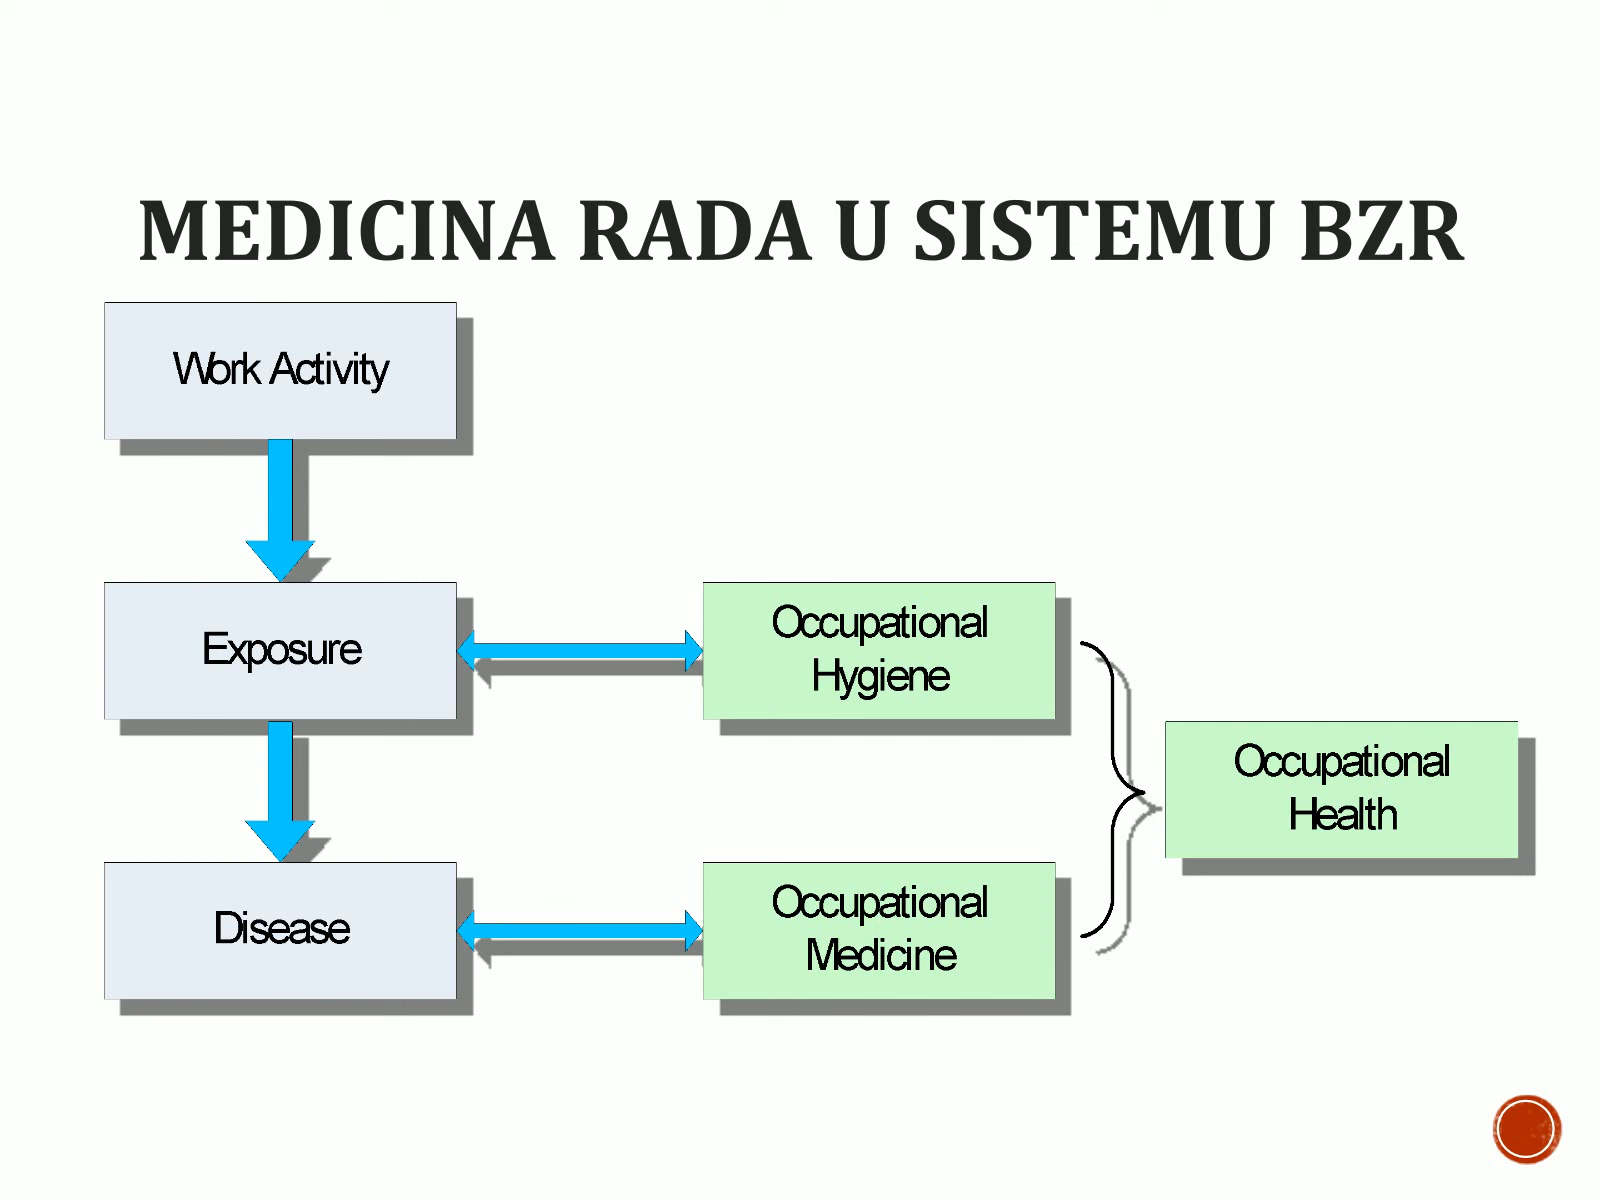 MEDICINA RADA U SISTEMU BZR
Work Activity
Exposure
Occupational
Hygiene
Occupational
Health
Disease
Occupational
Medicine